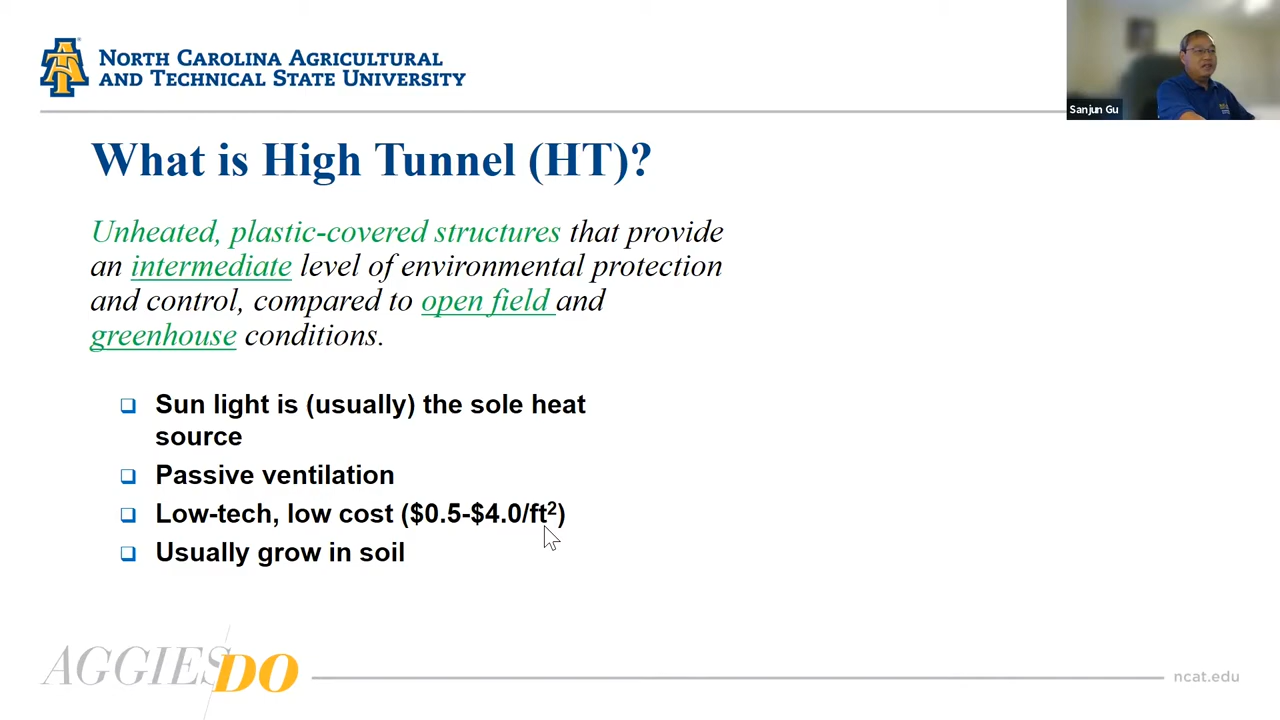 NORTH CAROLINA AGRICULTURAL
AND TECHNICAL STATE UNIVERSITY
Sanjun Gu
What is High Tunnel (HT)?
Unheated, plastic-covered structures that provide
an intermediate level of environmental protection
and control, compared to open field and
greenhouse conditions.
Sun light is (usually) the sole heat
source
Passive ventilation
Low-tech, low cost ($0.5-$4.0/ft²)
Usually grow in soil
AGGIES DO
ncat.edu